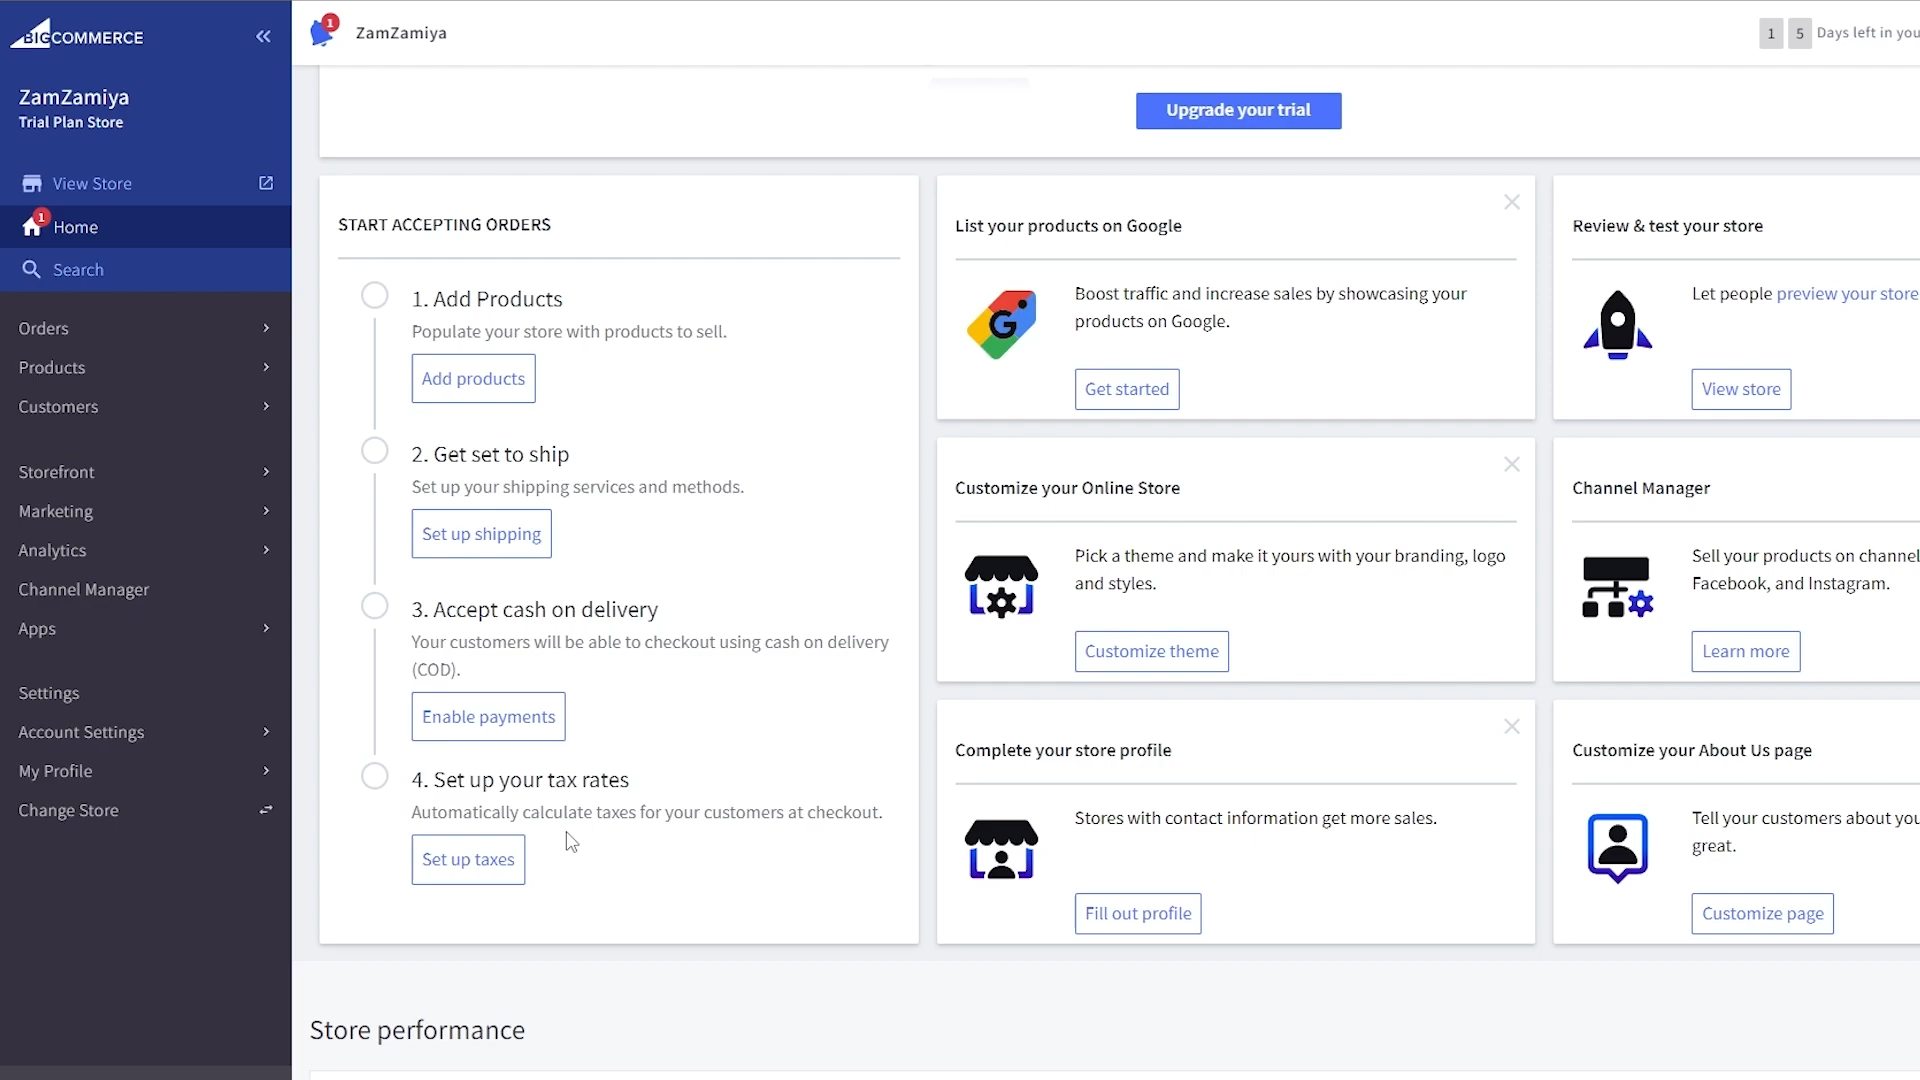 BIGCOMMERCE
ZamZamiya
Trial Plan Store
View Store
1
Home
Search
Orders
Products
Customers
Storefront
Marketing
Analytics
Channel Manager
Apps
Settings
Account Settings
My Profile
Change Store
1
ZamZamiya
1 5 Days left in you
Upgrade your trial
START ACCEPTING ORDERS
1. Add Products
Populate your store with products to sell.
Add products
2. Get set to ship
Set up your shipping services and methods.
Set up shipping
3. Accept cash on delivery
Your customers will be able to checkout using cash on delivery
(COD).
Enable payments
4. Set up your tax rates
Automatically calculate taxes for your customers at checkout.
Set up taxes
List your products on Google
G
Boost traffic and increase sales by showcasing your
products on Google.
Get started
Customize your Online Store
Pick a theme and make it yours with your branding, logo
and styles.
Customize theme
Complete your store profile
Stores with contact information get more sales.
Fill out profile
Review & test your store
Let people preview your store
View store
Channel Manager
Sell your products on channel
Facebook, and Instagram.
Learn more
Customize your About Us page
Tell your customers about you
great.
Customize page
Store performance